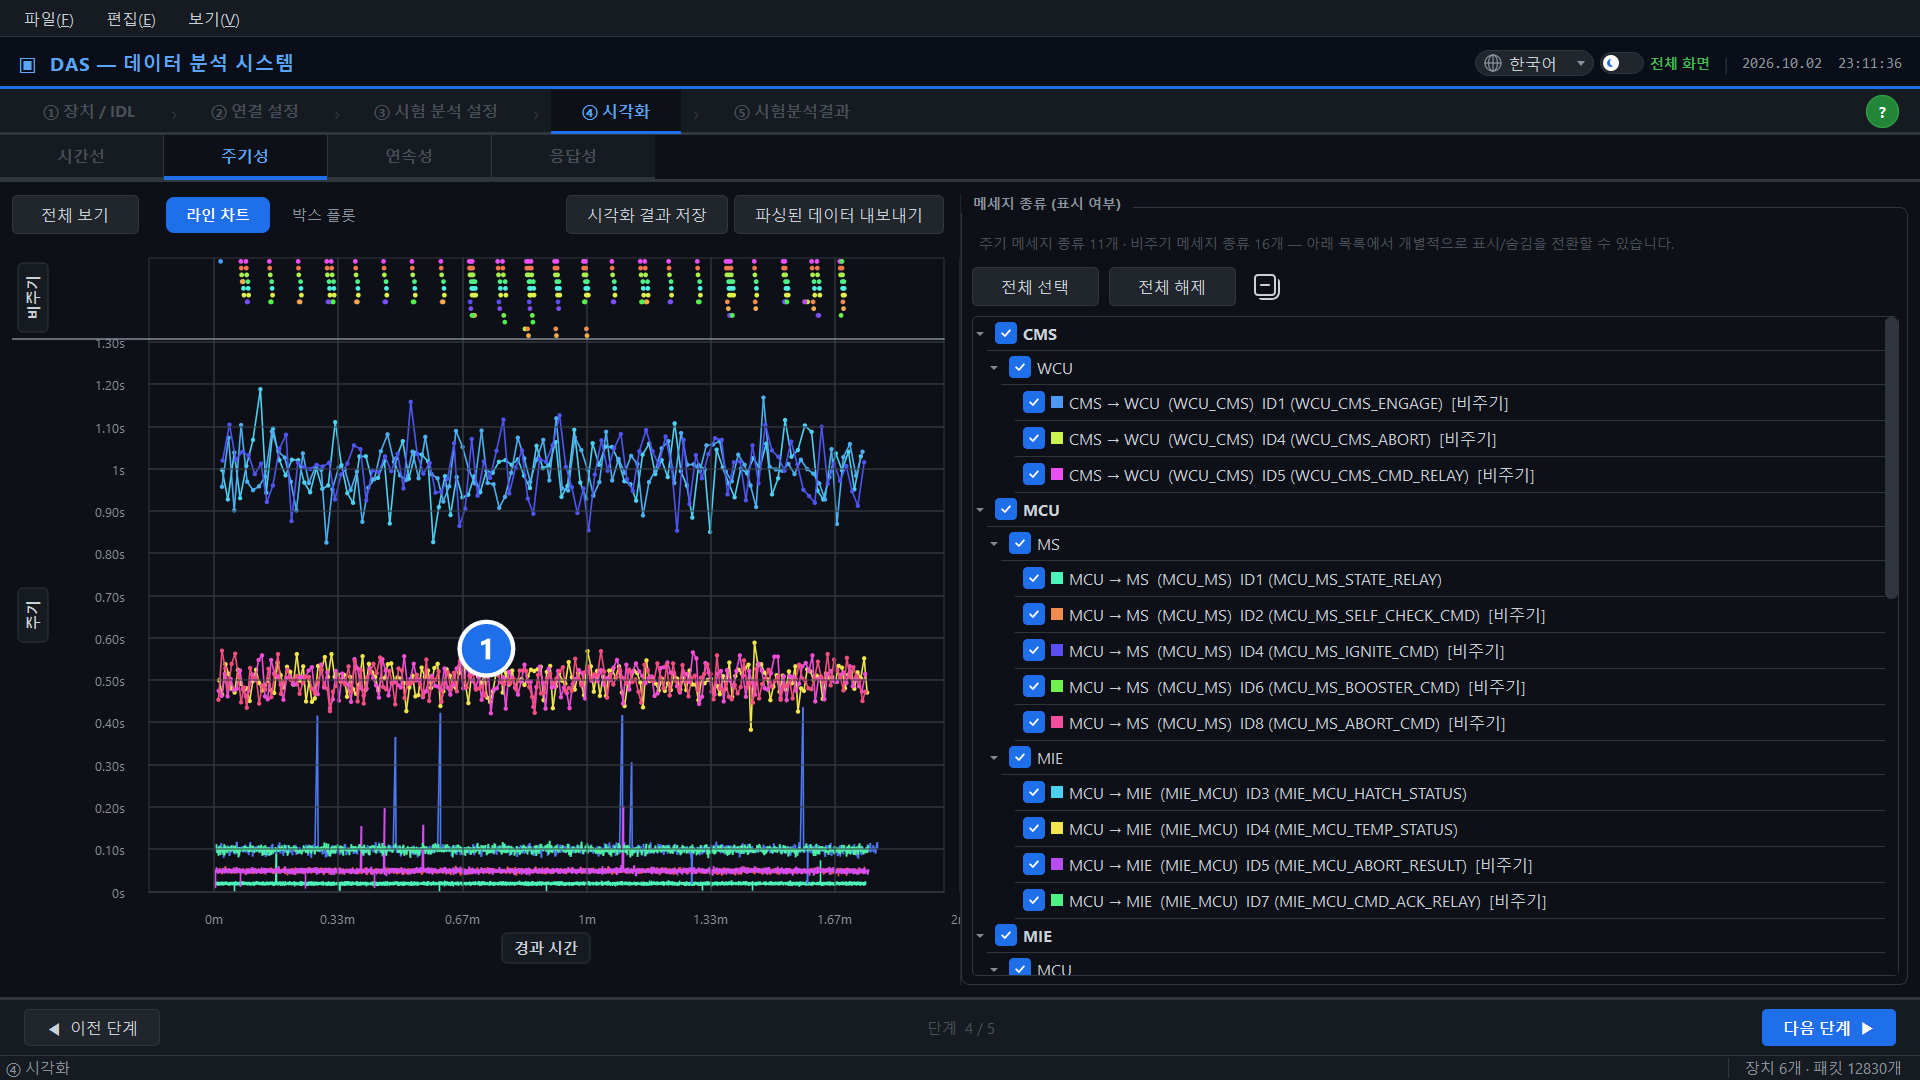 파일(F) 편집(E) 보기(V)
DAS — 데이터 분석 시스템
한국어 전체 화면 | 2026.10.02 23:11:36
① 장치 / IDL › ② 연결 설정 › ③ 시험 분석 설정 › ④ 시각화 › ⑤ 시험분석결과
?
시간선 주기성 연속성 응답성
전체 보기 라인 차트 박스 플롯 시각화 결과 저장 파싱된 데이터 내보내기
비주기
1.30s
1.20s
1.10s
1s
0.90s
0.80s
0.70s
0.60s
0.50s
0.40s
0.30s
0.20s
0.10s
0s
주기
1
0m 0.33m 0.67m 1m 1.33m 1.67m
경과 시간
메세지 종류 (표시 여부)
주기 메세지 종류 11개 · 비주기 메세지 종류 16개 — 아래 목록에서 개별적으로 표시/숨김을 전환할 수 있습니다.
전체 선택 전체 해제
CMS
WCU
CMS → WCU (WCU_CMS) ID1 (WCU_CMS_ENGAGE) [비주기]
CMS → WCU (WCU_CMS) ID4 (WCU_CMS_ABORT) [비주기]
CMS → WCU (WCU_CMS) ID5 (WCU_CMS_CMD_RELAY) [비주기]
MCU
MS
MCU → MS (MCU_MS) ID1 (MCU_MS_STATE_RELAY)
MCU → MS (MCU_MS) ID2 (MCU_MS_SELF_CHECK_CMD) [비주기]
MCU → MS (MCU_MS) ID4 (MCU_MS_IGNITE_CMD) [비주기]
MCU → MS (MCU_MS) ID6 (MCU_MS_BOOSTER_CMD) [비주기]
MCU → MS (MCU_MS) ID8 (MCU_MS_ABORT_CMD) [비주기]
MIE
MCU → MIE (MIE_MCU) ID3 (MIE_MCU_HATCH_STATUS)
MCU → MIE (MIE_MCU) ID4 (MIE_MCU_TEMP_STATUS)
MCU → MIE (MIE_MCU) ID5 (MIE_MCU_ABORT_RESULT) [비주기]
MCU → MIE (MIE_MCU) ID7 (MIE_MCU_CMD_ACK_RELAY) [비주기]
MIE
MCU
◀ 이전 단계 단계 4 / 5 다음 단계 ▶
④ 시각화 장치 6개 · 패킷 12830개